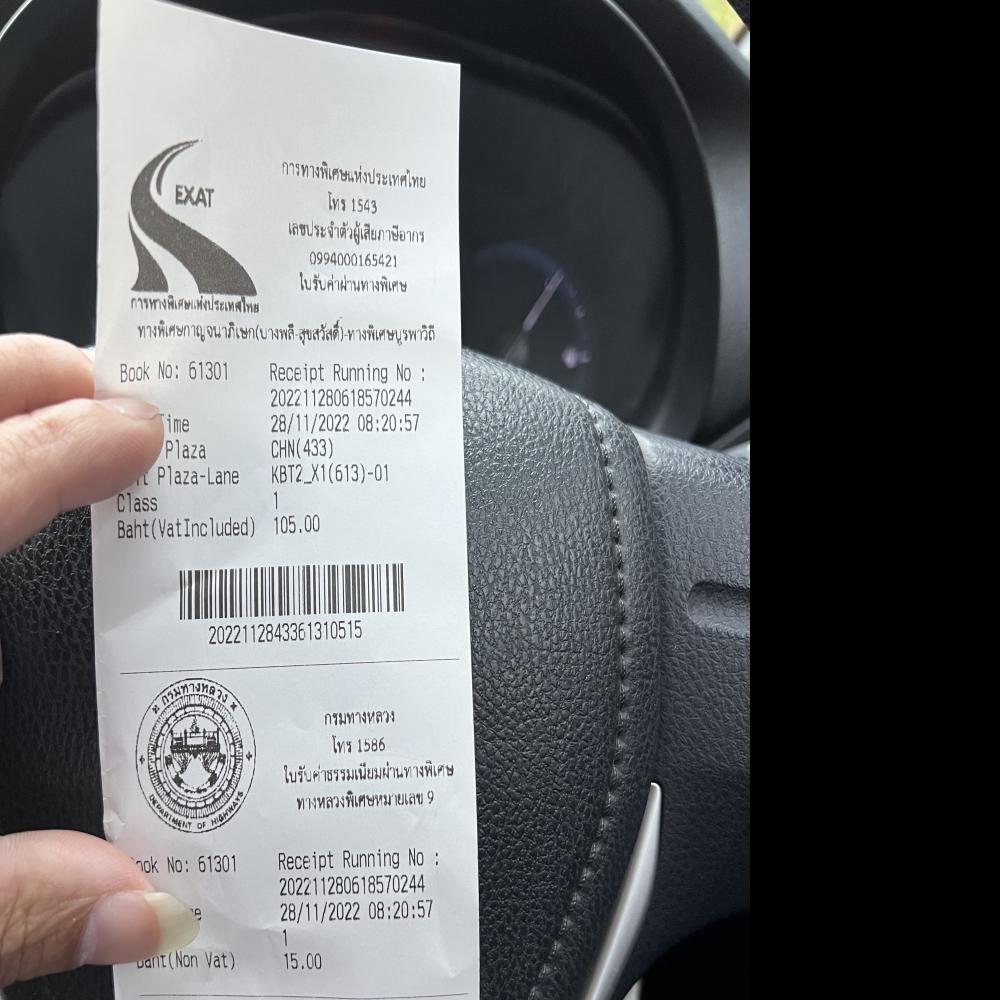 EXAT
การทางพิเศษแห่งประเทศไทย
การทางพิเศษแห่งประเทศไทย
โทร 1543
เลขประจำตัวผู้เสียภาษีอากร
0994000165421
ใบรับค่าผ่านทางพิเศษ
ทางพิเศษกาญจนาภิเษก(บางพลี-สุขสวัสดิ์)-ทางพิเศษบูรพาวิถี
Book No: 61301 Receipt Running No :
202211280618570244
Time 28/11/2022 08:20:57
Plaza CHN(433)
Plaza-Lane KBT2_X1(613)-01
Class 1
Baht(VatIncluded) 105.00
2022112843361310515
กรมทางหลวง
DEPARTMENT OF HIGHWAYS
กรมทางหลวง
โทร 1586
ใบรับค่าธรรมเนียมผ่านทางพิเศษ
ทางหลวงพิเศษหมายเลข 9
Book No: 61301 Receipt Running No :
202211280618570244
28/11/2022 08:20:57
1
Baht(Non Vat) 15.00